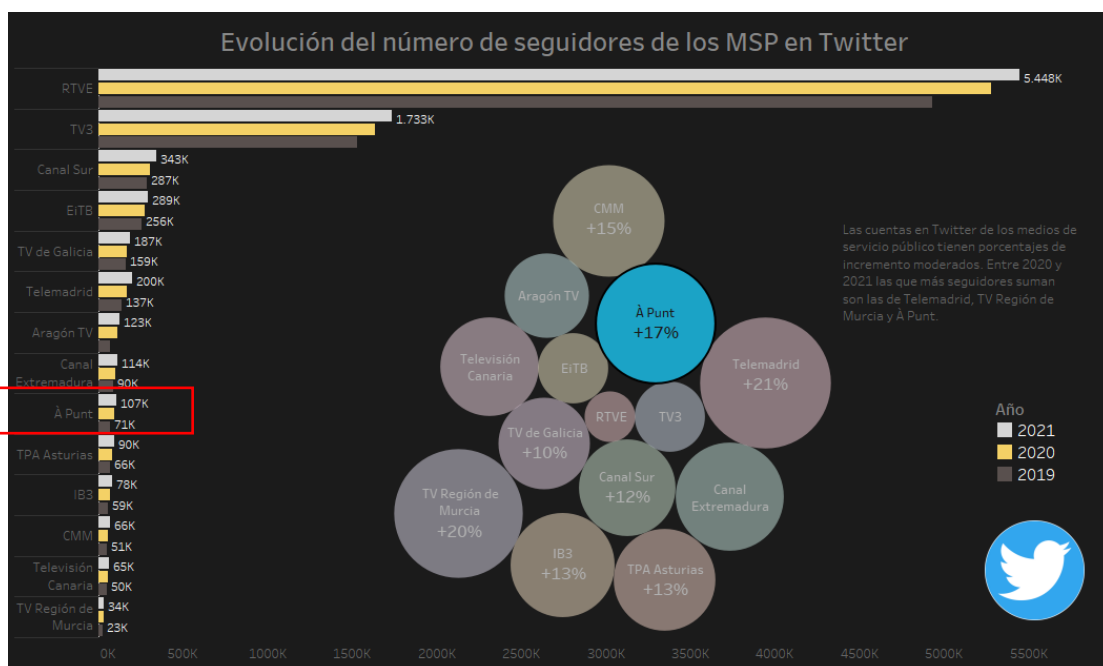 Evolución del número de seguidores de los MSP en Twitter
RTVE
5.448K
TV3
1.733K
Canal Sur
343K
287K
EiTB
289K
256K
TV de Galicia
187K
159K
Telemadrid
200K
137K
Aragón TV
123K
Canal
Extremadura
114K
90K
À Punt
107K
71K
TPA Asturias
90K
66K
IB3
78K
59K
CMM
66K
51K
Televisión
Canaria
65K
50K
TV Región de
Murcia
34K
23K
0K
500K
1000K
1500K
2000K
2500K
3000K
3500K
4000K
4500K
5000K
5500K
CMM
+15%
Aragón TV
À Punt
+17%
Televisión
Canaria
EiTB
Telemadrid
+21%
RTVE
TV3
TV de Galicia
+10%
Canal Sur
+12%
Canal
Extremadura
TV Región de
Murcia
+20%
IB3
+13%
TPA Asturias
+13%
Las cuentas en Twitter de los medios de
servicio público tienen porcentajes de
incremento moderados. Entre 2020 y
2021 las que más seguidores suman
son las de Telemadrid, TV Región de
Murcia y À Punt.
Año
2021
2020
2019